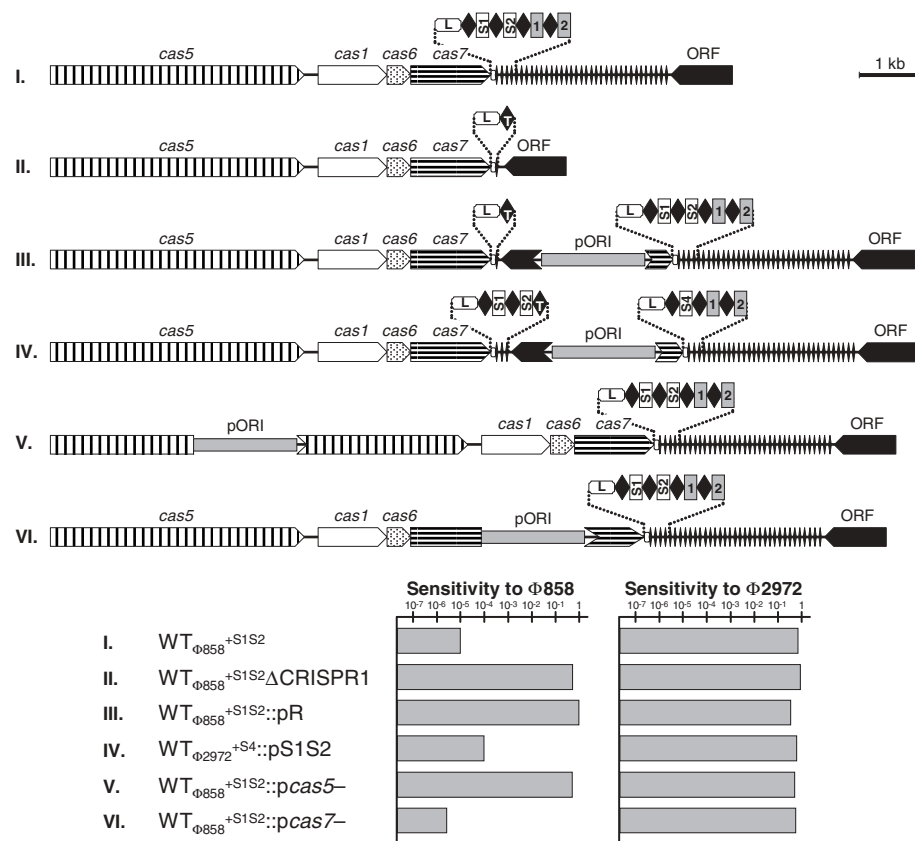 L S1 S2 1 2
cas5 cas1 cas6 cas7 ORF
I. 1 kb
L T
cas5 cas1 cas6 cas7 ORF
II.
L T L S1 S2 1 2
cas5 cas1 cas6 cas7 pORI ORF
III.
L S1 S2 T L S4 1 2
cas5 cas1 cas6 cas7 pORI ORF
IV.
L S1 S2 1 2
cas5 pORI cas1 cas6 cas7 ORF
V.
L S1 S2 1 2
cas5 cas1 cas6 pORI ORF
VI.
Sensitivity to Φ858 Sensitivity to Φ2972
10⁻⁷ 10⁻⁶ 10⁻⁵ 10⁻⁴ 10⁻³ 10⁻² 10⁻¹ 1 10⁻⁷ 10⁻⁶ 10⁻⁵ 10⁻⁴ 10⁻³ 10⁻² 10⁻¹ 1
I. WTΦ858+S1S2
II. WTΦ858+S1S2ΔCRISPR1
III. WTΦ858+S1S2::pR
IV. WTΦ2972+S4::pS1S2
V. WTΦ858+S1S2::pcas5–
VI. WTΦ858+S1S2::pcas7–